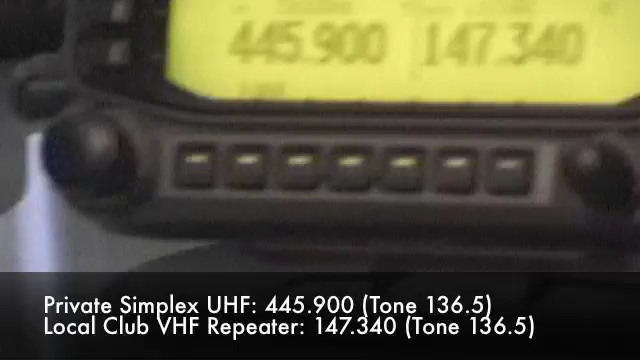 445.900 147.340
Private Simplex UHF: 445.900 (Tone 136.5)
Local Club VHF Repeater: 147.340 (Tone 136.5)